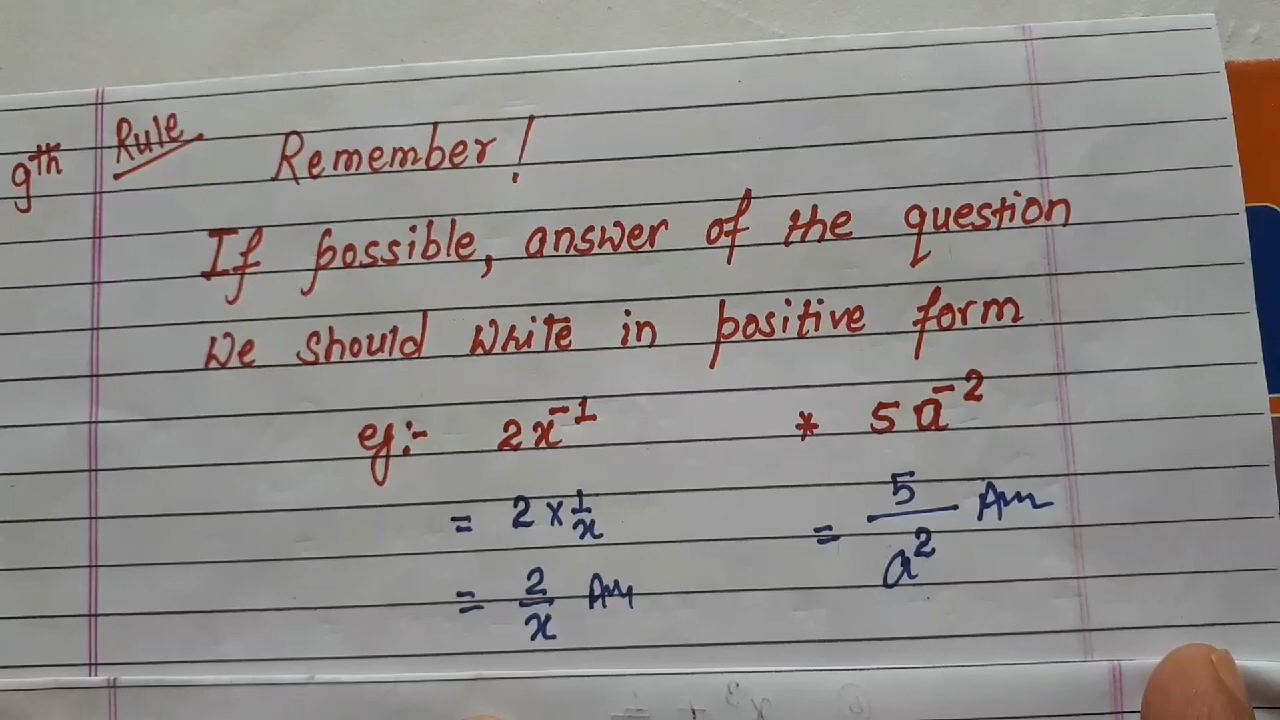 9th Rule Remember!
If possible, answer of the question
We should write in positive form
eg:- 2x⁻¹ * 5a⁻²
= 2 × 1/x = 5/a² Ans
= 2/x Ans